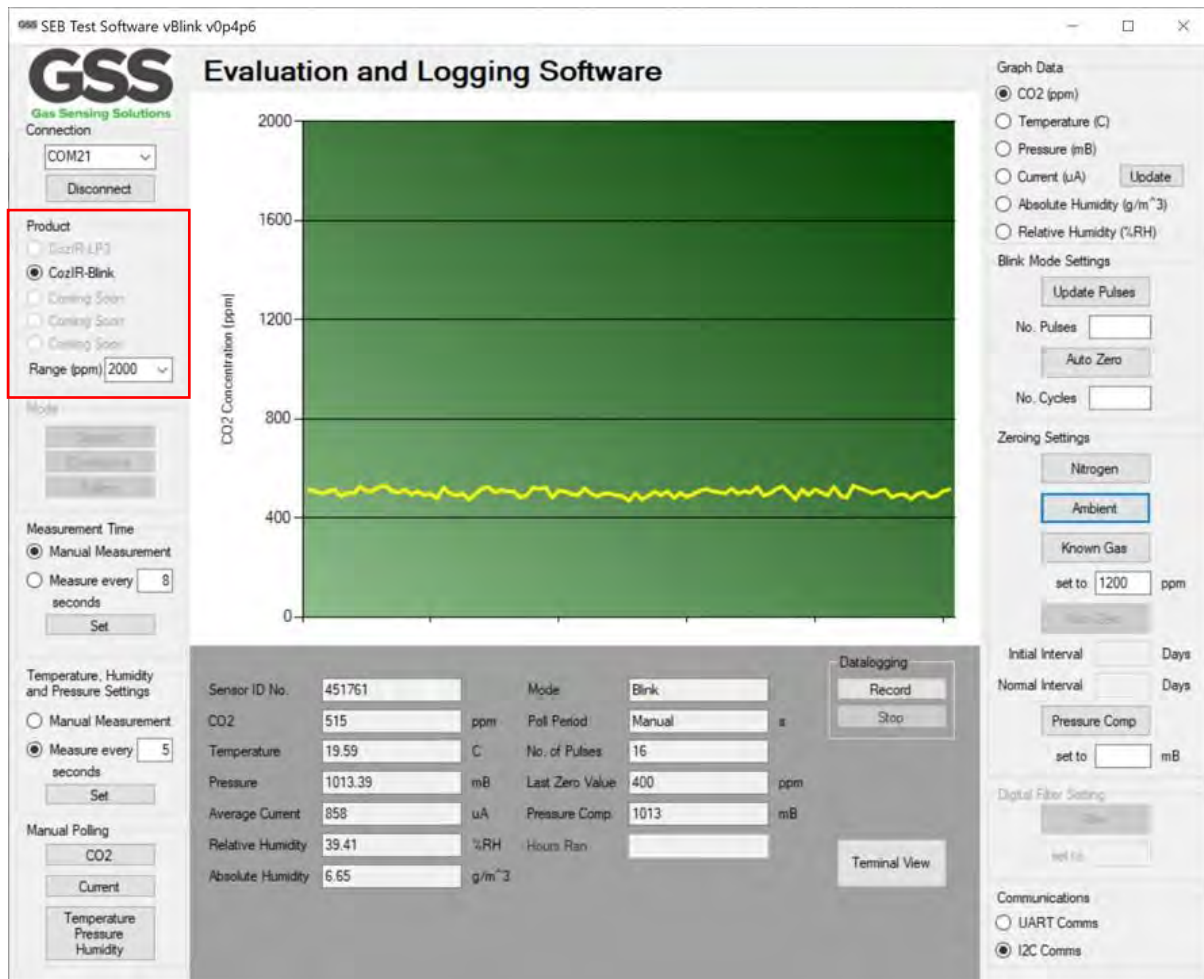 GSS SEB Test Software vBlink v0p4p6
GSS
Gas Sensing Solutions
Evaluation and Logging Software
Connection
COM21
Disconnect
Product
CozIR-LP3
CozIR-Blink
Coming Soon
Coming Soon
Coming Soon
Range (ppm) 2000
Mode
Measurement Time
Manual Measurement
Measure every 8
seconds
Set
Temperature, Humidity
and Pressure Settings
Manual Measurement
Measure every 5
seconds
Set
Manual Polling
CO2
Current
Temperature
Pressure
Humidity
CO2 Concentration (ppm)
2000
1600
1200
800
400
0
Sensor ID No. 451761
CO2 515 ppm
Temperature 19.59 C
Pressure 1013.39 mB
Average Current 858 uA
Relative Humidity 39.41 %RH
Absolute Humidity 6.65 g/m^3
Mode Blink
Poll Period Manual s
No. of Pulses 16
Last Zero Value 400 ppm
Pressure Comp. 1013 mB
Hours Ran
Datalogging
Record
Stop
Terminal View
Graph Data
CO2 (ppm)
Temperature (C)
Pressure (mB)
Current (uA) Update
Absolute Humidity (g/m^3)
Relative Humidity (%RH)
Blink Mode Settings
Update Pulses
No. Pulses
Auto Zero
No. Cycles
Zeroing Settings
Nitrogen
Ambient
Known Gas
set to 1200 ppm
Auto Zero
Initial Interval Days
Normal Interval Days
Pressure Comp
set to mB
Digital Filter Setting
set to
Communications
UART Comms
I2C Comms